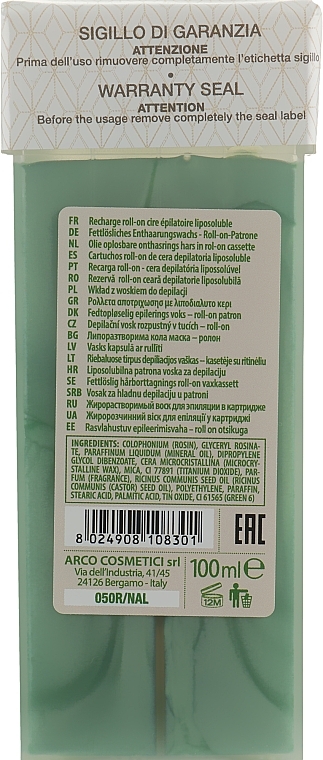 SIGILLO DI GARANZIA
ATTENZIONE
Prima dell'uso rimuovere completamente l'etichetta sigillo
•
WARRANTY SEAL
ATTENTION
Before the usage remove completely the seal label
FR Recharge roll-on cire épilatoire liposoluble
DE Fettlösliches Enthaarungswachs - Roll-on-Patrone
NL Olie oplosbare ontharsings hars in roll-on cassette
ES Cartuchos roll-on de cera depilatoria liposoluble
PT Recarga roll-on - cera depilatória lipossolúvel
RO Rezervă roll-on ceară depilatorie liposolubilă
PL Wkład z woskiem do depilacji
GR Ρολλετα αποτριχωση με λιποδιαλυτο κερι
DK Fedtopløselig epilerings voks – roll-on patron
CZ Depilační vosk rozpustný v tucích – roll-on
BG Липоразтворима кола маска – ролон
LV Vasks kapsulā ar rullīti
LT Riebaluose tirpus depiliacijos vaškas – kasetėje su ritinėliu
HR Liposolubilna patrona voska za depilaciju
SE Fettlöslig hårborttagnings roll-on vaxkassett
SRB Vosak za hladnu depilaciju u patroni
RU Жирорастворимый воск для эпиляции в картридже
UA Жиророзчинний віск для епіляції у картриджі
EE Rasvlahustuv epileerimisvaha – roll on otsikuga
INGREDIENTS: COLOPHONIUM (ROSIN), GLYCERYL ROSINA-
TE, PARAFFINUM LIQUIDUM (MINERAL OIL), DIPROPYLENE
GLYCOL DIBENZOATE, CERA MICROCRISTALLINA (MICROCRY-
STALLINE WAX), MICA, CI 77891 (TITANIUM DIOXIDE), PAR-
FUM (FRAGRANCE), RICINUS COMMUNIS SEED OIL (RICINUS
COMMUNIS (CASTOR) SEED OIL), POLYETHYLENE, PARAFFIN,
STEARIC ACID, PALMITIC ACID, TIN OXIDE, CI 61565 (GREEN 6)
8 024908 108301
EAC
ARCO COSMETICI srl
Via dell'Industria, 41/45
24126 Bergamo - Italy
050R/NAL
100ml e
12M